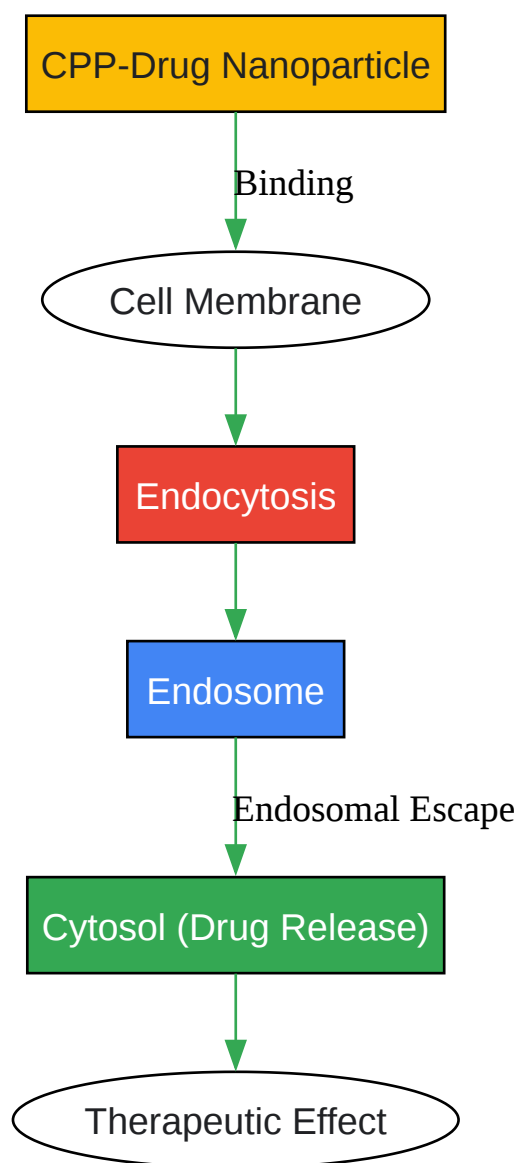 CPP-Drug Nanoparticle
Binding
Cell Membrane
Endocytosis
Endosome
Endosomal Escape
Cytosol (Drug Release)
Therapeutic Effect